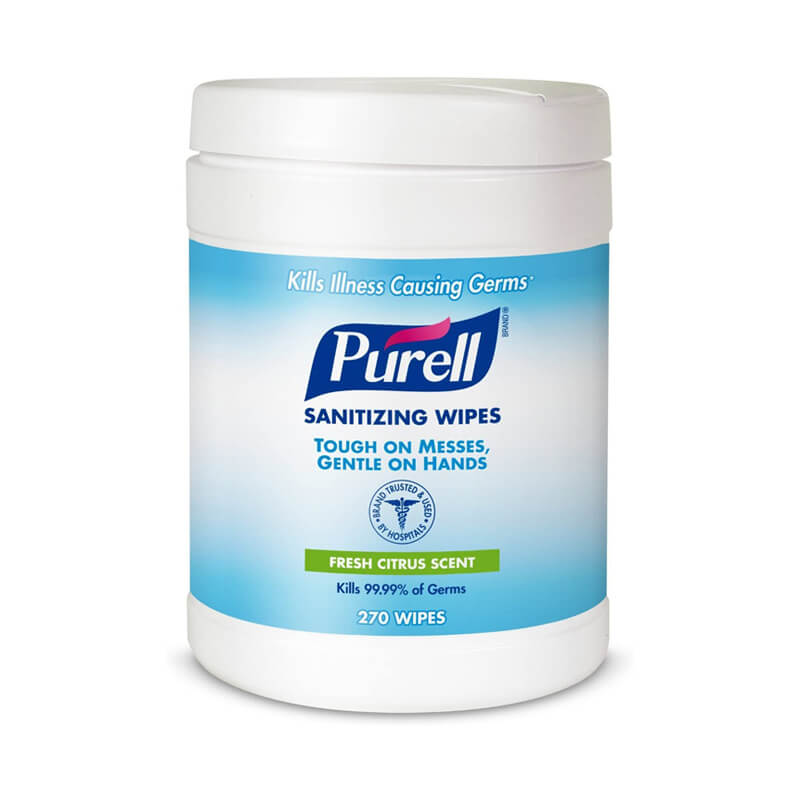 Kills Illness Causing Germs*
Purell
BRAND®
SANITIZING WIPES
TOUGH ON MESSES,
GENTLE ON HANDS
BRAND TRUSTED & USED
• BY HOSPITALS •
FRESH CITRUS SCENT
Kills 99.99% of Germs
270 WIPES